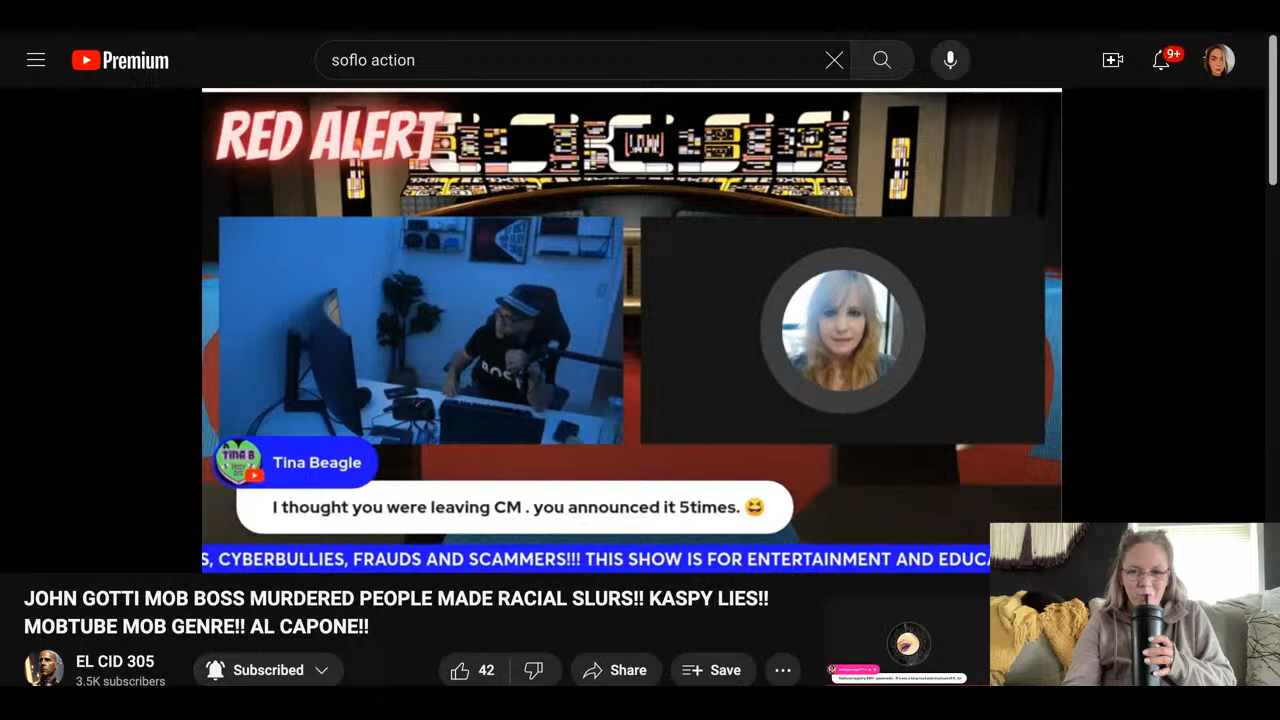 Premium
soflo action
9+
RED ALERT
TINA B
Tina Beagle
I thought you were leaving CM . you announced it 5times. 😆
S, CYBERBULLIES, FRAUDS AND SCAMMERS!!! THIS SHOW IS FOR ENTERTAINMENT AND EDUCA
JOHN GOTTI MOB BOSS MURDERED PEOPLE MADE RACIAL SLURS!! KASPY LIES!!
MOBTUBE MOB GENRE!! AL CAPONE!!
EL CID 305
3.5K subscribers
Subscribed
42
Share
Save